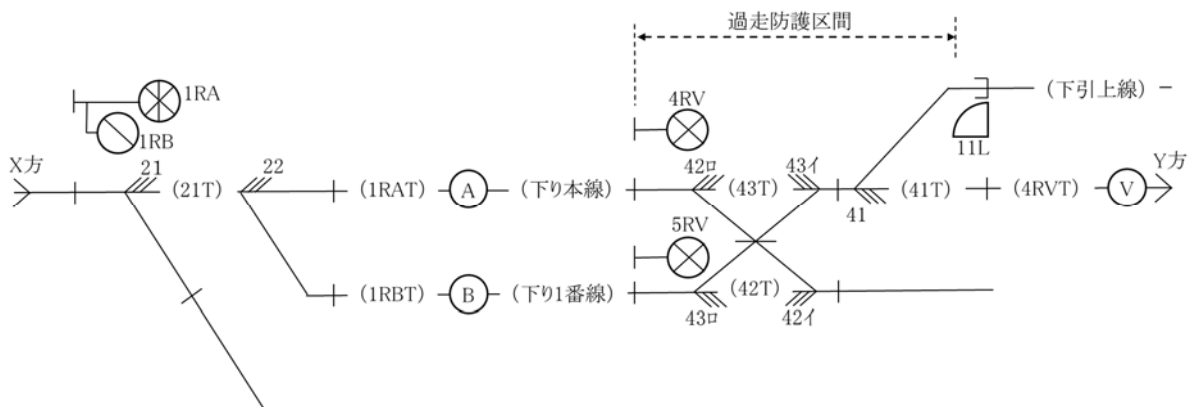 過走防護区間
1RA
1RB
4RV
(下引上線)
11L
X方
21
(21T)
22
(1RAT)
A
(下り本線)
42ロ
(43T)
43イ
(41T)
41
(4RVT)
V
Y方
5RV
(1RBT)
B
(下り1番線)
43ロ
(42T)
42イ